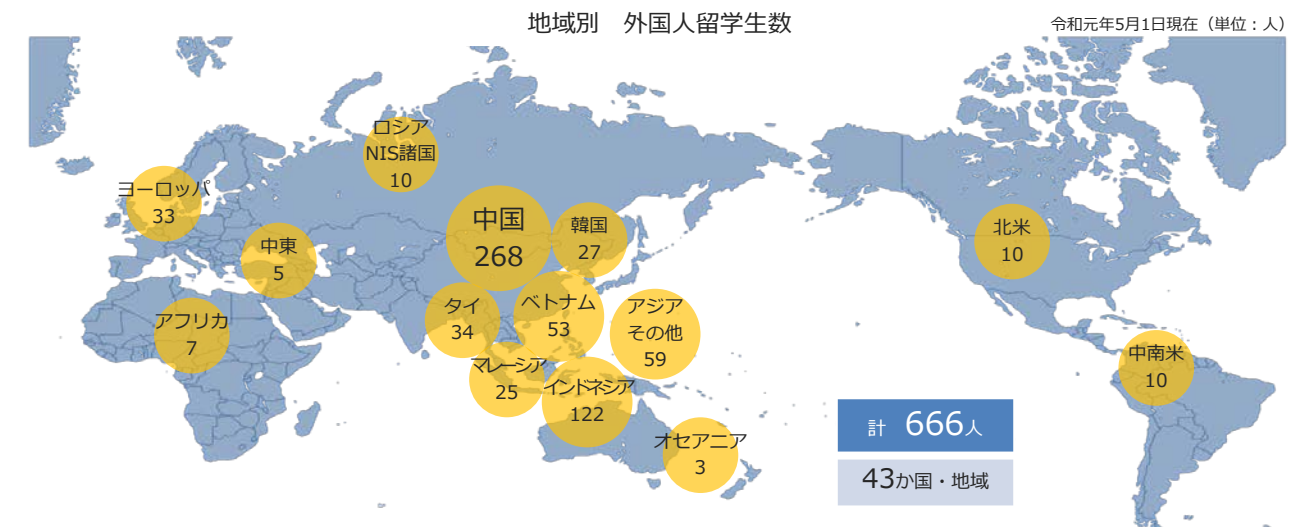 地域別 外国人留学生数
令和元年5月1日現在（単位：人）
ロシア
NIS諸国
10
ヨーロッパ
33
中東
5
アフリカ
7
中国
268
韓国
27
タイ
34
ベトナム
53
アジア
その他
59
マレーシア
25
インドネシア
122
オセアニア
3
北米
10
中南米
10
計 666人
43か国・地域